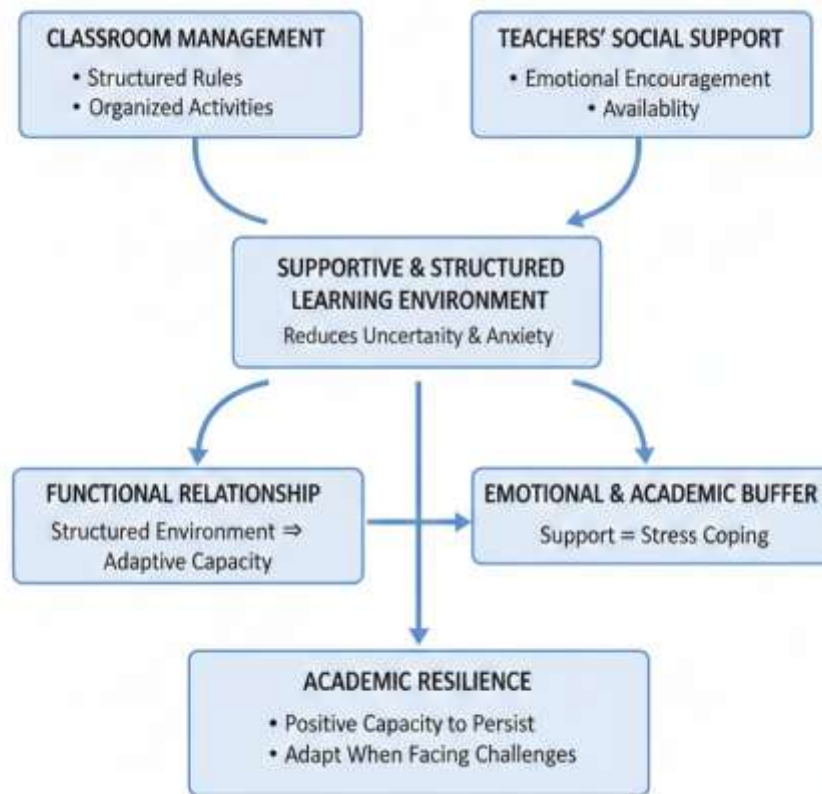 CLASSROOM MANAGEMENT
• Structured Rules
• Organized Activities
TEACHERS' SOCIAL SUPPORT
• Emotional Encouragement
• Availablity
SUPPORTIVE & STRUCTURED
LEARNING ENVIRONMENT
Reduces Uncertaıity & Anxiety
FUNCTIONAL RELATIONSHIP
Structured Environment ⇒
Adaptive Capacity
EMOTIONAL & ACADEMIC BUFFER
Support = Stress Coping
ACADEMIC RESILIENCE
• Positive Capacity to Persist
• Adapt When Facing Challenges